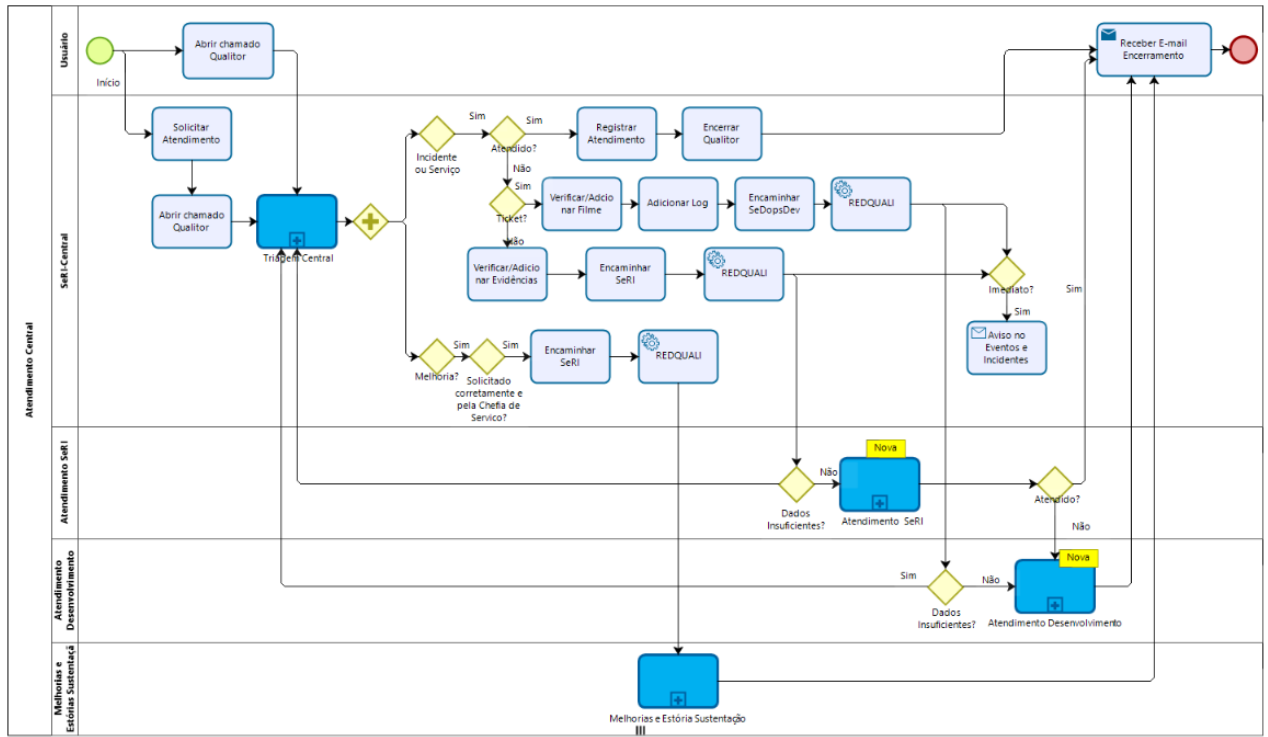 Atendimento Central
Usuário
Início
Abrir chamado
Qualitor
Receber E-mail
Encerramento
SeRI-Central
Solicitar
Atendimento
Abrir chamado
Qualitor
Triagem Central
Incidente
ou Serviço
Sim
Atendido?
Sim
Registrar
Atendimento
Encerrar
Qualitor
Não
Ticket?
Sim
Verificar/Adcio
nar Filme
Adicionar Log
Encaminhar
SeDopsDev
REDQUALI
Não
Verificar/Adicio
nar Evidências
Encaminhar
SeRI
REDQUALI
Imediato?
Sim
Sim
Aviso no
Eventos e
Incidentes
Melhoria?
Sim
Solicitado
corretamente e
pela Chefia de
Servico?
Sim
Encaminhar
SeRI
REDQUALI
Atendimento SeRI
Dados
Insuficientes?
Não
Nova
Atendimento SeRI
Atendido?
Não
Atendimento
Desenvolvimento
Sim
Dados
Insuficientes?
Não
Nova
Atendimento Desenvolvimento
Melhorias e
Estórias Sustentaçã
Melhorias e Estória Sustentação